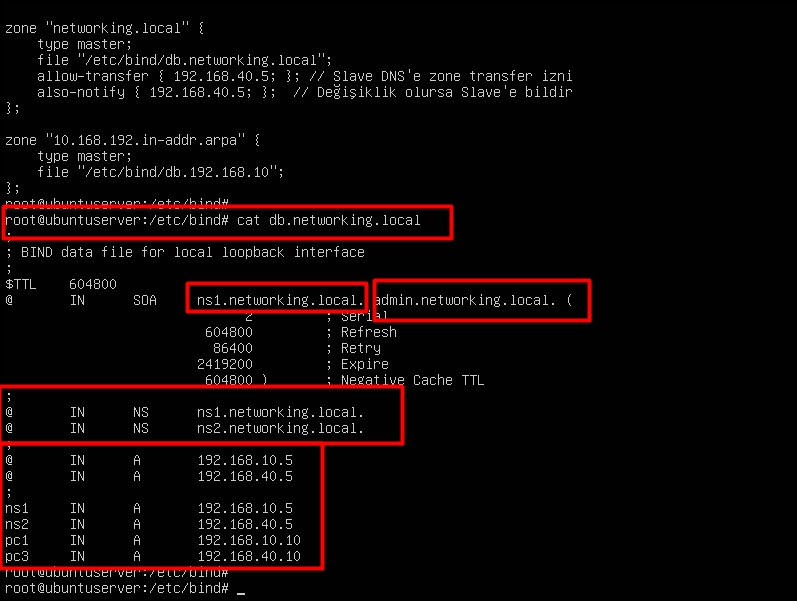 zone "networking.local" {
    type master;
    file "/etc/bind/db.networking.local";
    allow-transfer { 192.168.40.5; }; // Slave DNS'e zone transfer izni
    also-notify { 192.168.40.5; };  // Değişiklik olursa Slave'e bildir
};
zone "10.168.192.in-addr.arpa" {
    type master;
    file "/etc/bind/db.192.168.10";
};
root@ubuntuserver:/etc/bind#
root@ubuntuserver:/etc/bind# cat db.networking.local
;
; BIND data file for local loopback interface
;
$TTL    604800
@       IN      SOA     ns1.networking.local. admin.networking.local. (
                              2         ; Serial
                         604800         ; Refresh
                          86400         ; Retry
                        2419200         ; Expire
                         604800 )       ; Negative Cache TTL
;
@       IN      NS      ns1.networking.local.
@       IN      NS      ns2.networking.local.
;
@       IN      A       192.168.10.5
@       IN      A       192.168.40.5
;
ns1     IN      A       192.168.10.5
ns2     IN      A       192.168.40.5
pc1     IN      A       192.168.10.10
pc3     IN      A       192.168.40.10
root@ubuntuserver:/etc/bind#
root@ubuntuserver:/etc/bind# _